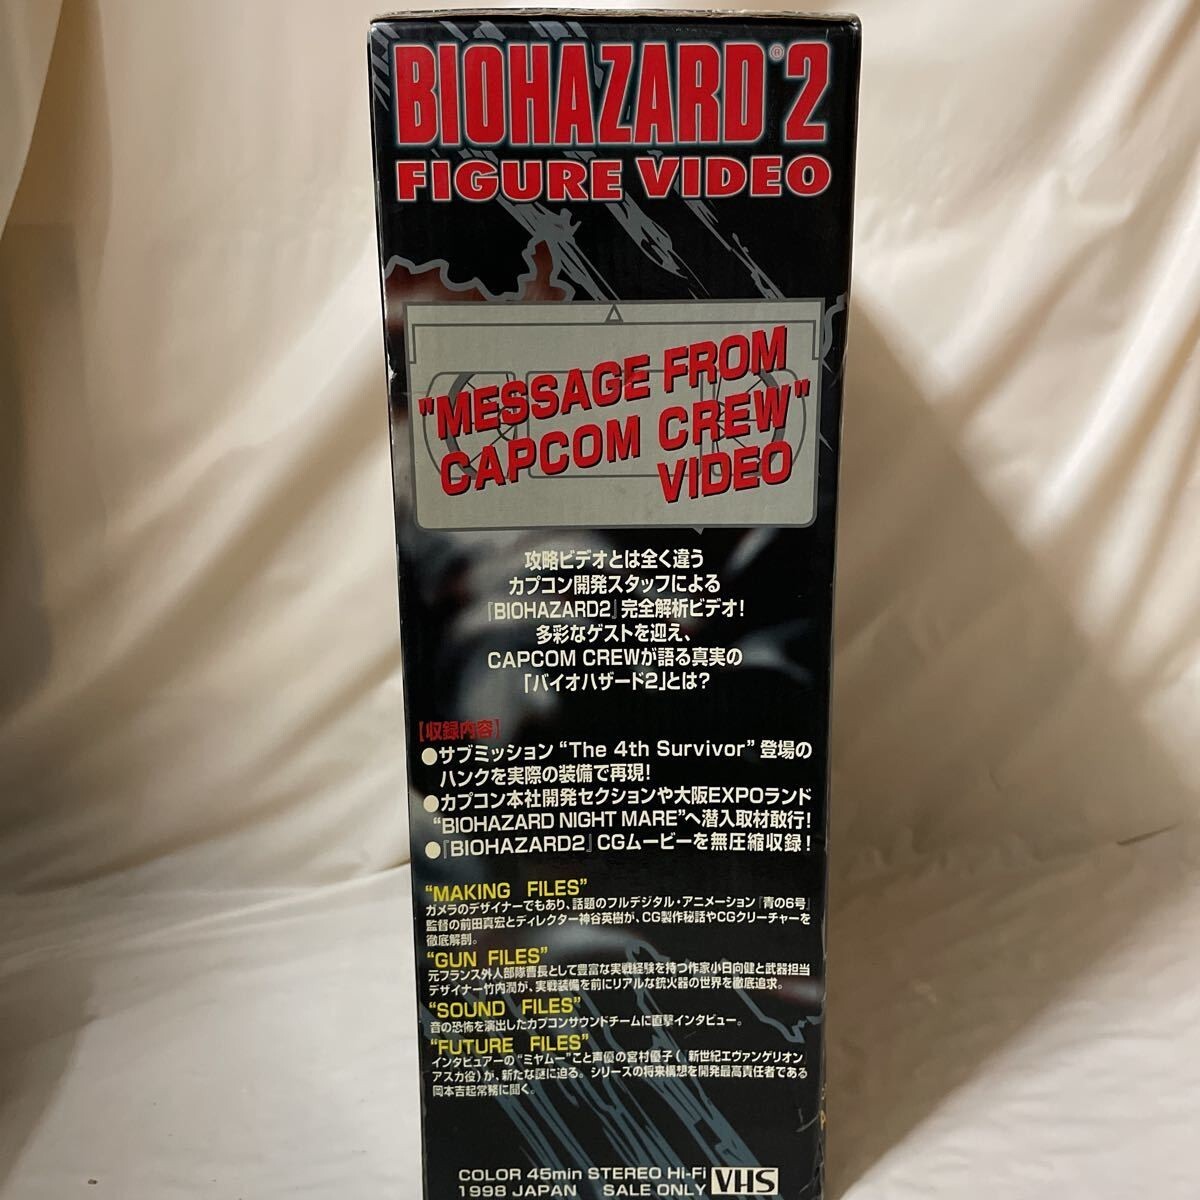 BIOHAZARD®2
FIGURE VIDEO
"MESSAGE FROM
CAPCOM CREW"
VIDEO
攻略ビデオとは全く違う
カプコン開発スタッフによる
『BIOHAZARD2』完全解析ビデオ!
多彩なゲストを迎え、
CAPCOM CREWが語る真実の
「バイオハザード2」とは?
【収録内容】
●サブミッション“The 4th Survivor”登場の
ハンクを実際の装備で再現!
●カプコン本社開発セクションや大阪EXPOランド
“BIOHAZARD NIGHT MARE”へ潜入取材敢行!
●『BIOHAZARD2』CGムービーを無圧縮収録!
“MAKING FILES”
ガメラのデザイナーでもあり、話題のフルデジタル・アニメーション『青の6号』
監督の前田真宏とディレクター神谷英樹が、CG製作秘話やCGクリーチャーを
徹底解剖。
“GUN FILES”
元フランス外人部隊曹長として豊富な実戦経験を持つ作家小日向健と武器担当
デザイナー竹内潤が、実戦装備を前にリアルな銃火器の世界を徹底追求。
“SOUND FILES”
音の恐怖を演出したカプコンサウンドチームに直撃インタビュー。
“FUTURE FILES”
インタビュアーの“ミヤムー”こと声優の宮村優子(『新世紀エヴァンゲリオン』
アスカ役)が、新たな謎に迫る。シリーズの将来構想を開発最高責任者である
岡本吉起常務に聞く。
COLOR 45min STEREO Hi-Fi VHS
1998 JAPAN SALE ONLY